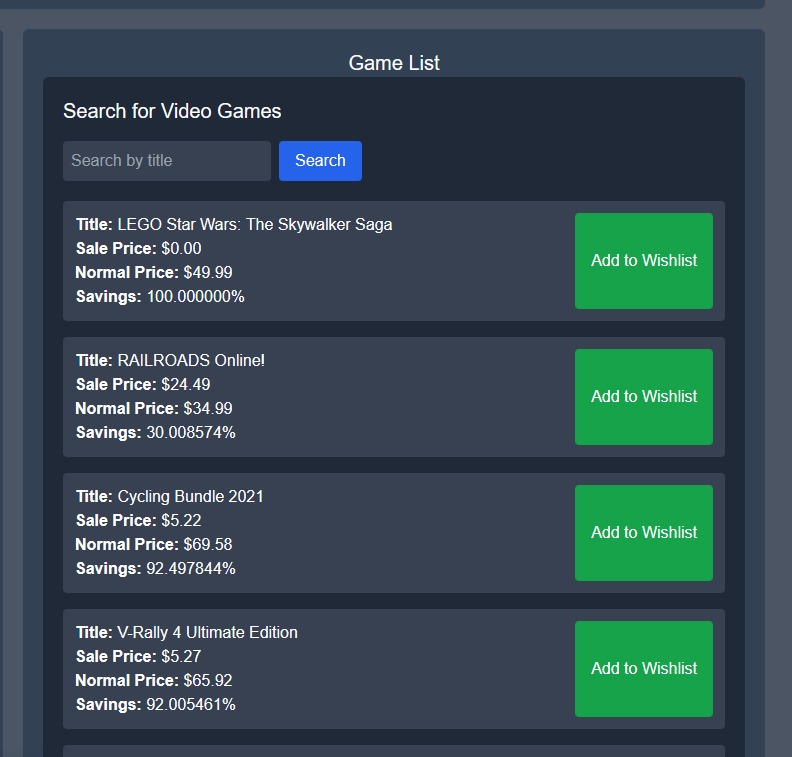 Game List
Search for Video Games
Search by title
Search
Title: LEGO Star Wars: The Skywalker Saga
Sale Price: $0.00
Normal Price: $49.99
Savings: 100.000000%
Add to Wishlist
Title: RAILROADS Online!
Sale Price: $24.49
Normal Price: $34.99
Savings: 30.008574%
Add to Wishlist
Title: Cycling Bundle 2021
Sale Price: $5.22
Normal Price: $69.58
Savings: 92.497844%
Add to Wishlist
Title: V-Rally 4 Ultimate Edition
Sale Price: $5.27
Normal Price: $65.92
Savings: 92.005461%
Add to Wishlist